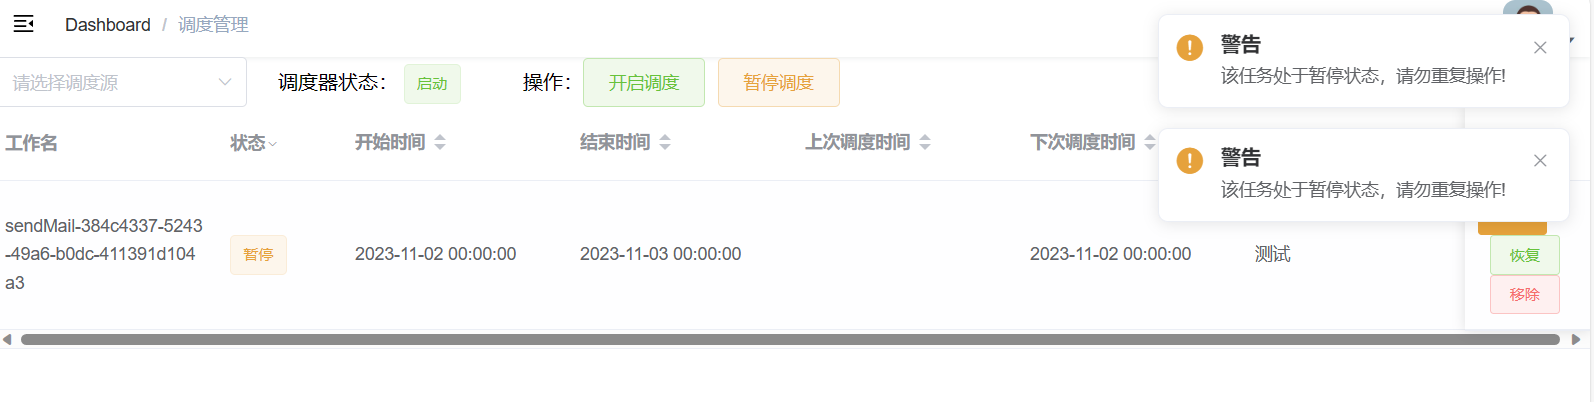 Dashboard / 调度管理
请选择调度源
调度器状态： 启动
操作： 开启调度 暂停调度
警告
该任务处于暂停状态，请勿重复操作!
警告
该任务处于暂停状态，请勿重复操作!
工作名 状态 开始时间 结束时间 上次调度时间 下次调度时间
sendMail-384c4337-5243
-49a6-b0dc-411391d104
a3
暂停 2023-11-02 00:00:00 2023-11-03 00:00:00 2023-11-02 00:00:00 测试
恢复
移除